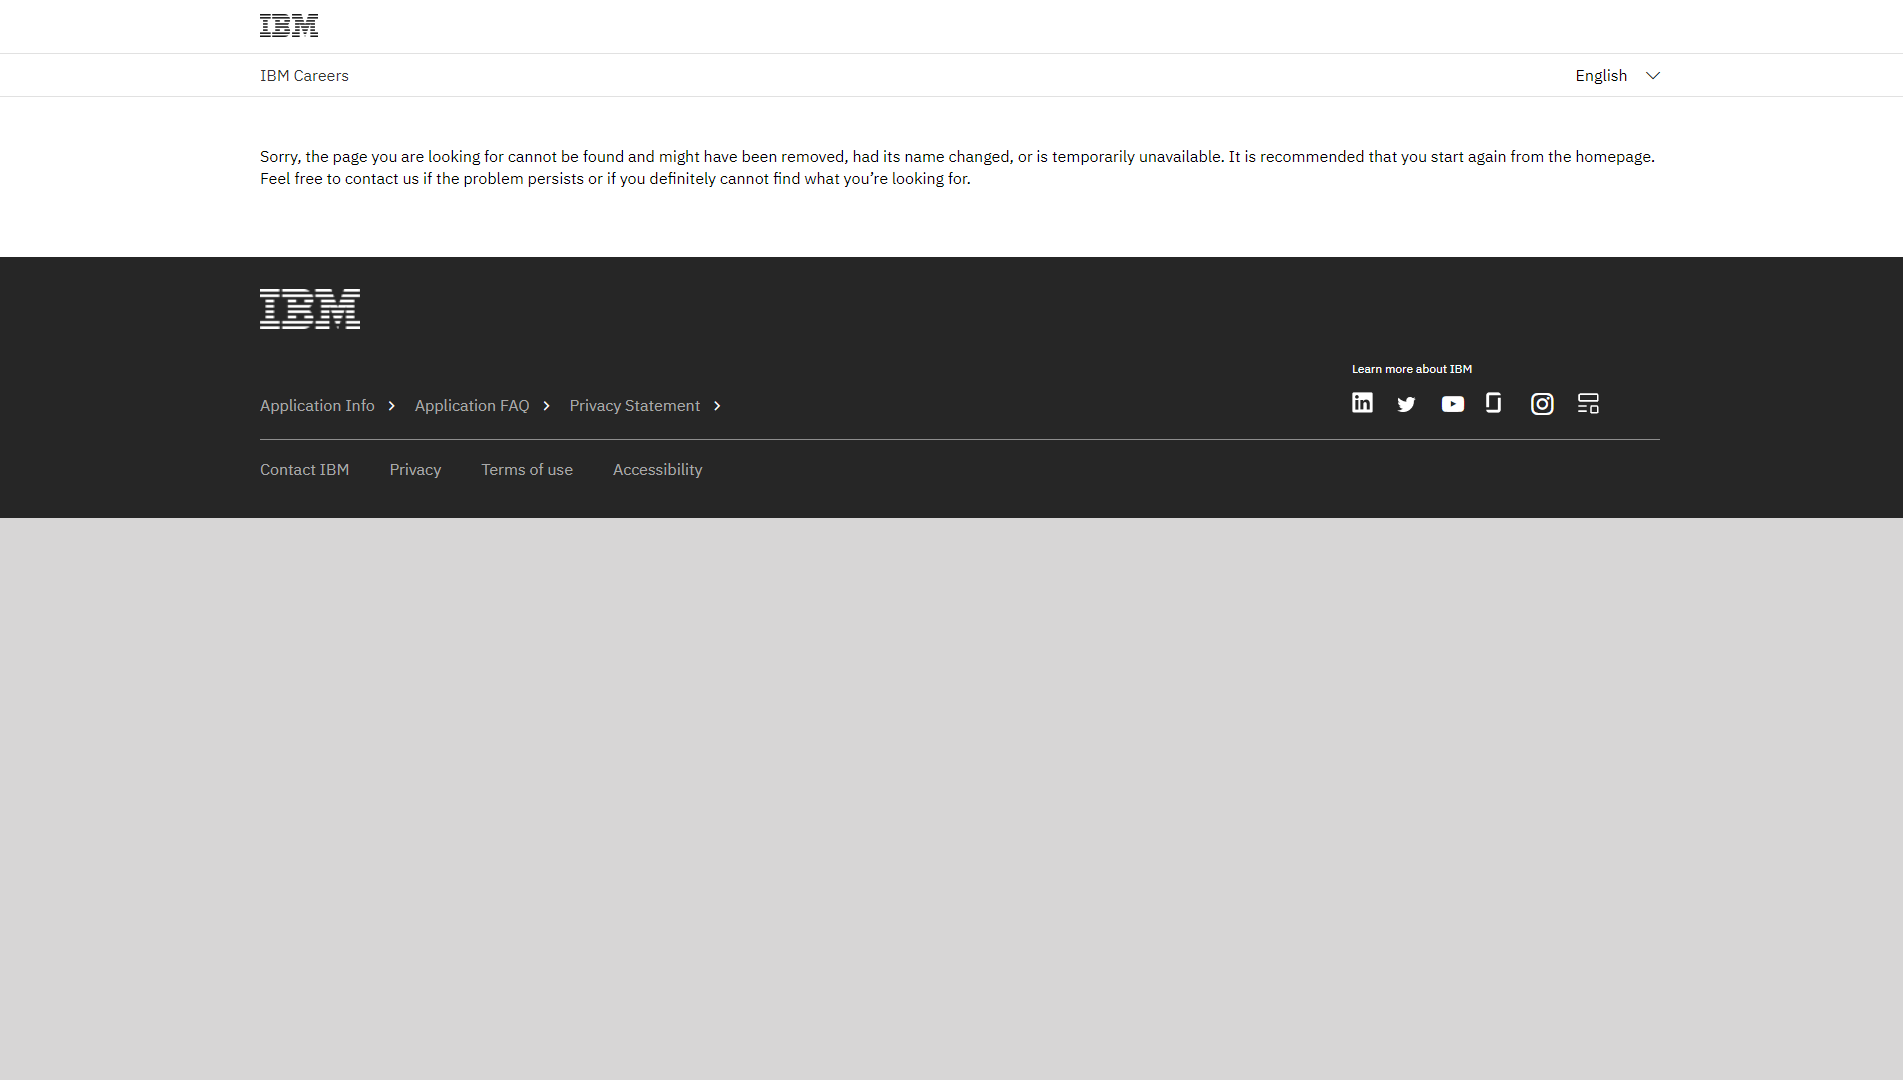 IBM
IBM Careers
English
Sorry, the page you are looking for cannot be found and might have been removed, had its name changed, or is temporarily unavailable. It is recommended that you start again from the homepage.
Feel free to contact us if the problem persists or if you definitely cannot find what you’re looking for.
IBM
Learn more about IBM
Application Info
Application FAQ
Privacy Statement
in
Contact IBM
Privacy
Terms of use
Accessibility